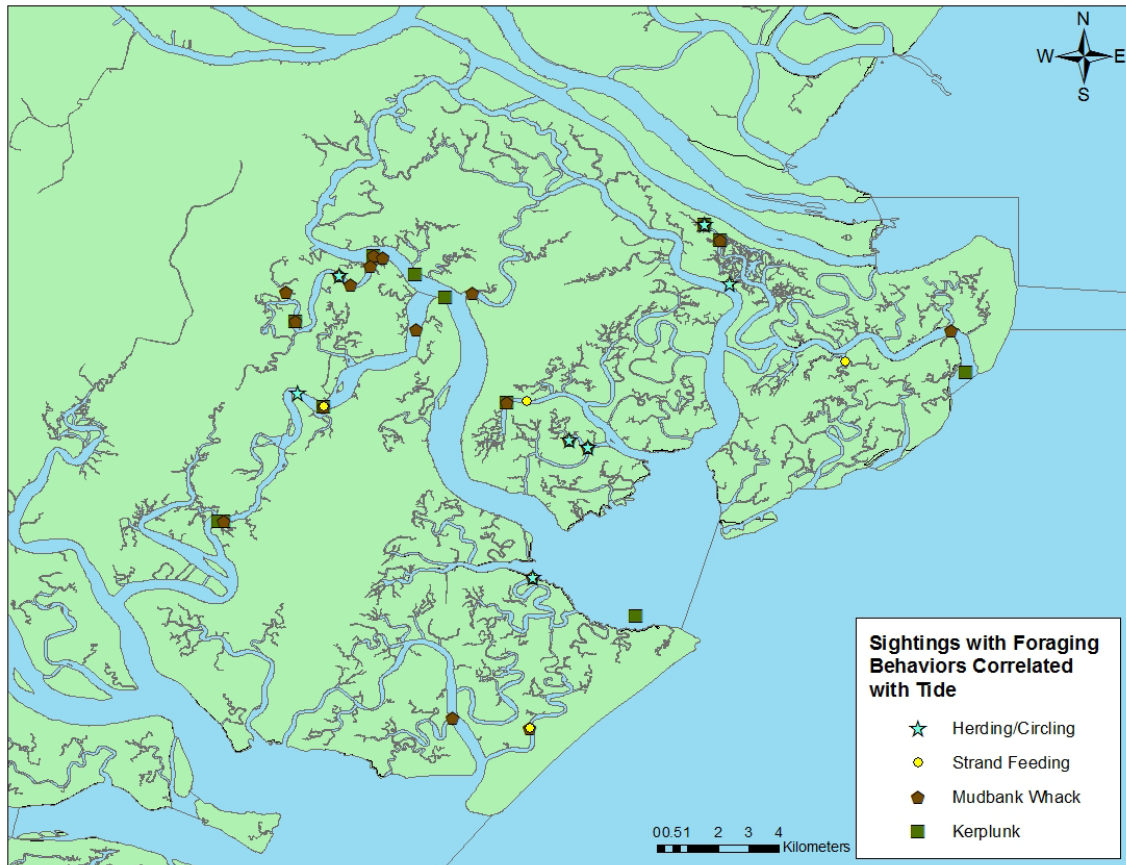 N
W E
S
Sightings with Foraging
Behaviors Correlated
with Tide
Herding/Circling
Strand Feeding
Mudbank Whack
Kerplunk
00.51 2 3 4
Kilometers